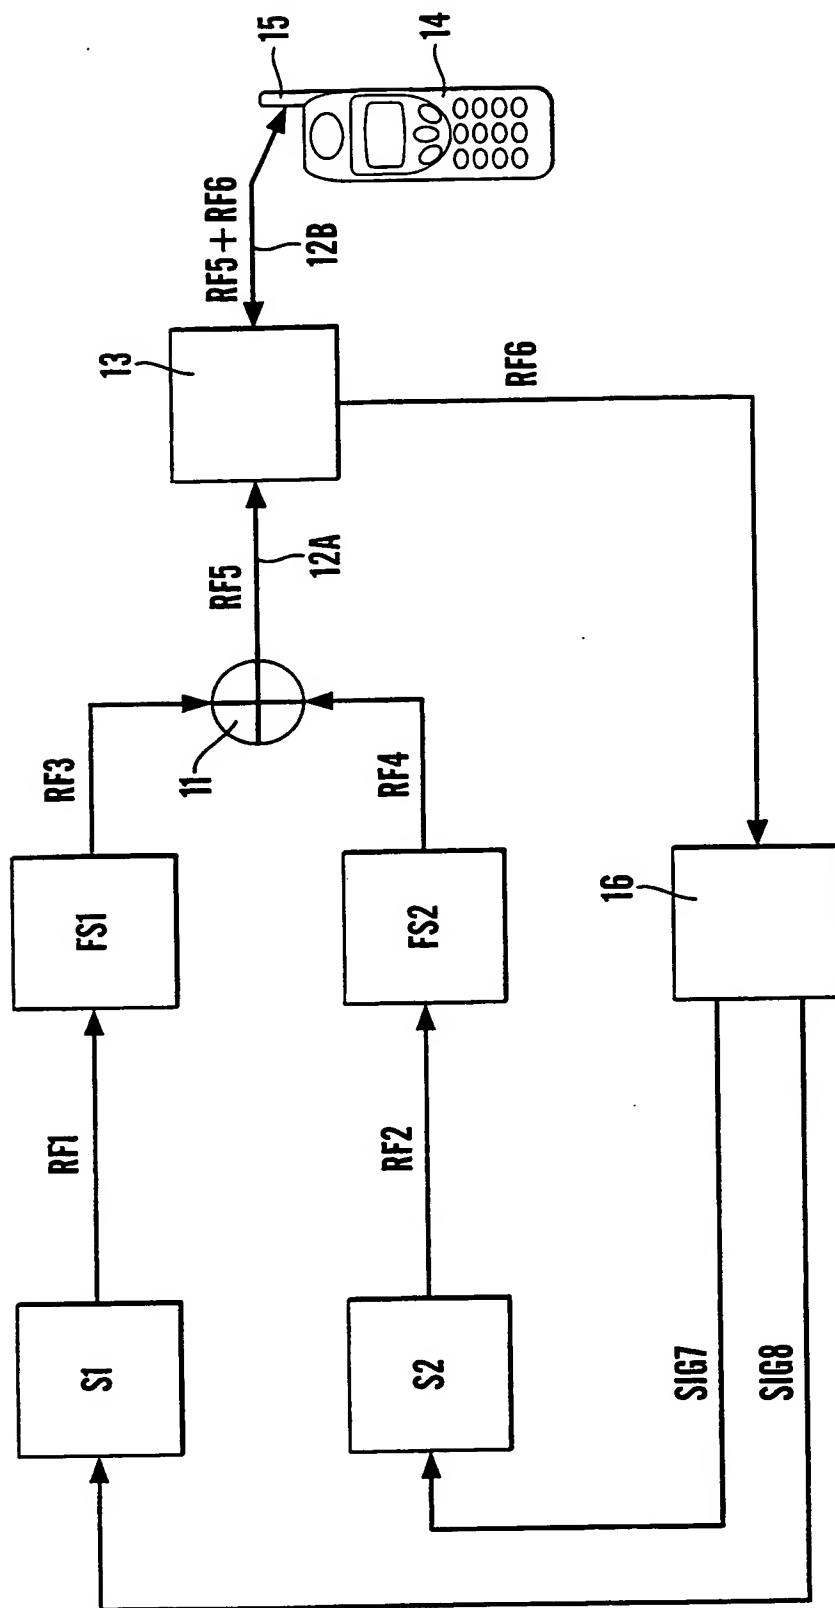 S1
RF1
FS1
RF3
11
RF5
12A
13
RF5+RF6
12B
15
14
S2
RF2
FS2
RF4
RF6
16
SIG7
SIG8